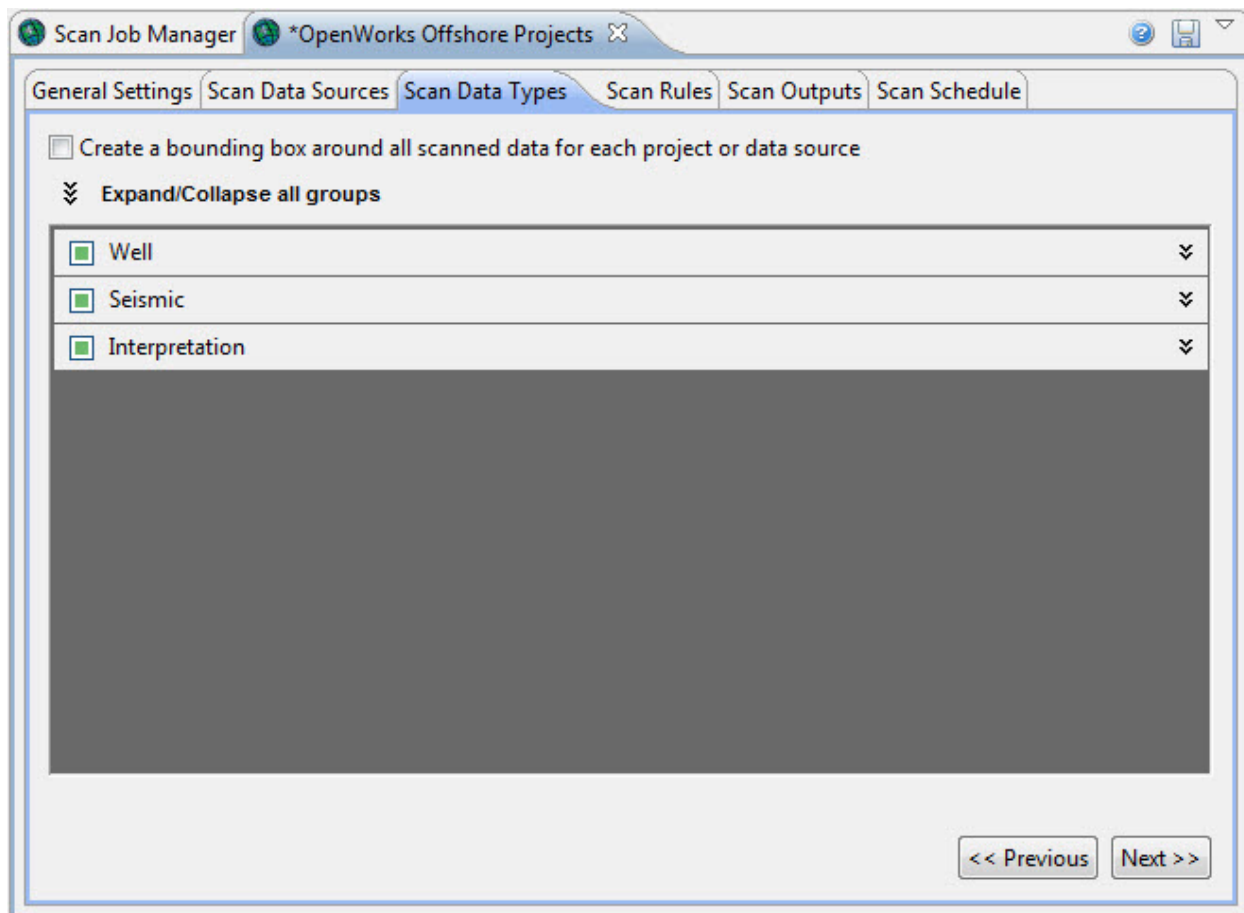 Scan Job Manager *OpenWorks Offshore Projects
General Settings Scan Data Sources Scan Data Types Scan Rules Scan Outputs Scan Schedule
Create a bounding box around all scanned data for each project or data source
Expand/Collapse all groups
Well
Seismic
Interpretation
<< Previous Next >>